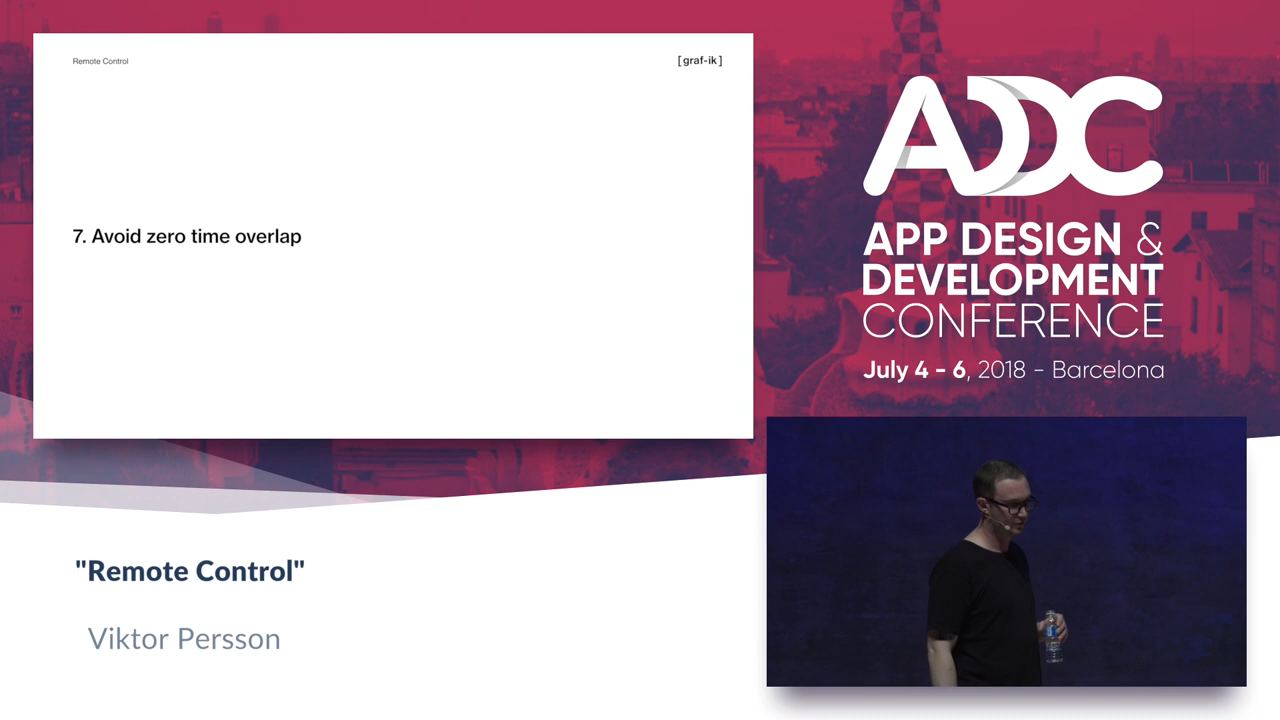 Remote Control
[graf-ik]
7. Avoid zero time overlap
ADC
APP DESIGN &
DEVELOPMENT
CONFERENCE
July 4 - 6, 2018 - Barcelona
"Remote Control"
Viktor Persson